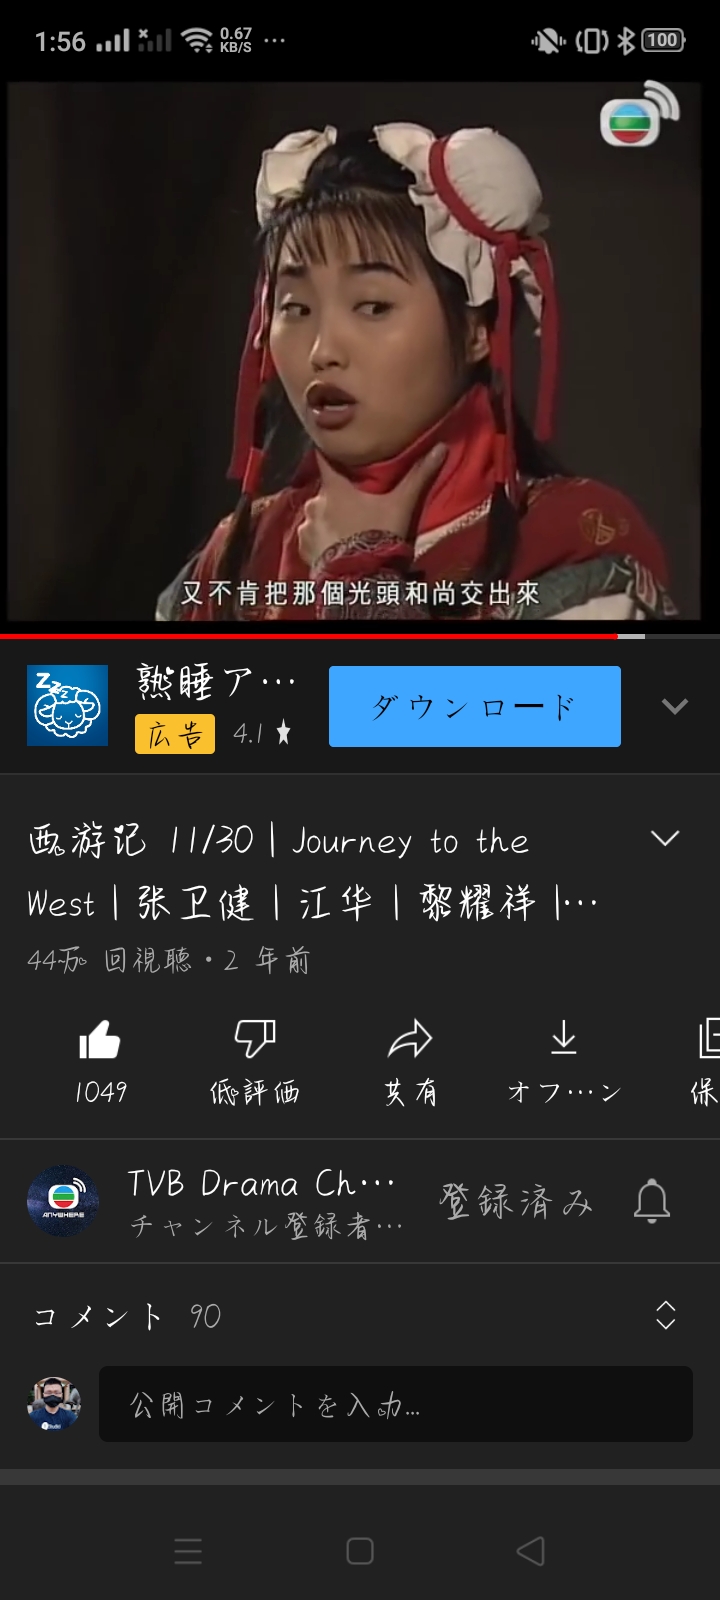 1:56
0.67
KB/S
...
100
又不肯把那個光頭和尚交出來
Z Z Z
熟睡ア…
広告 4.1 ★
ダウンロード
西游记 11/30 | Journey to the
West | 张卫健 | 江华 | 黎耀祥 |…
44万 回視聴・2 年前
1049
低評価
共有
オフ…ン
保
TVB Drama Ch…
チャンネル登録者…
登録済み
ANYWHERE
コメント 90
公開コメントを入力...